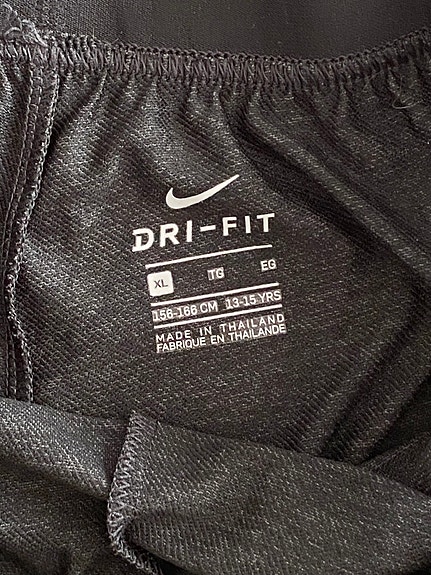 DRI-FIT
XL TG EG
158-168 CM 13-15 YRS
MADE IN THAILAND
FABRIQUE EN THAILANDE